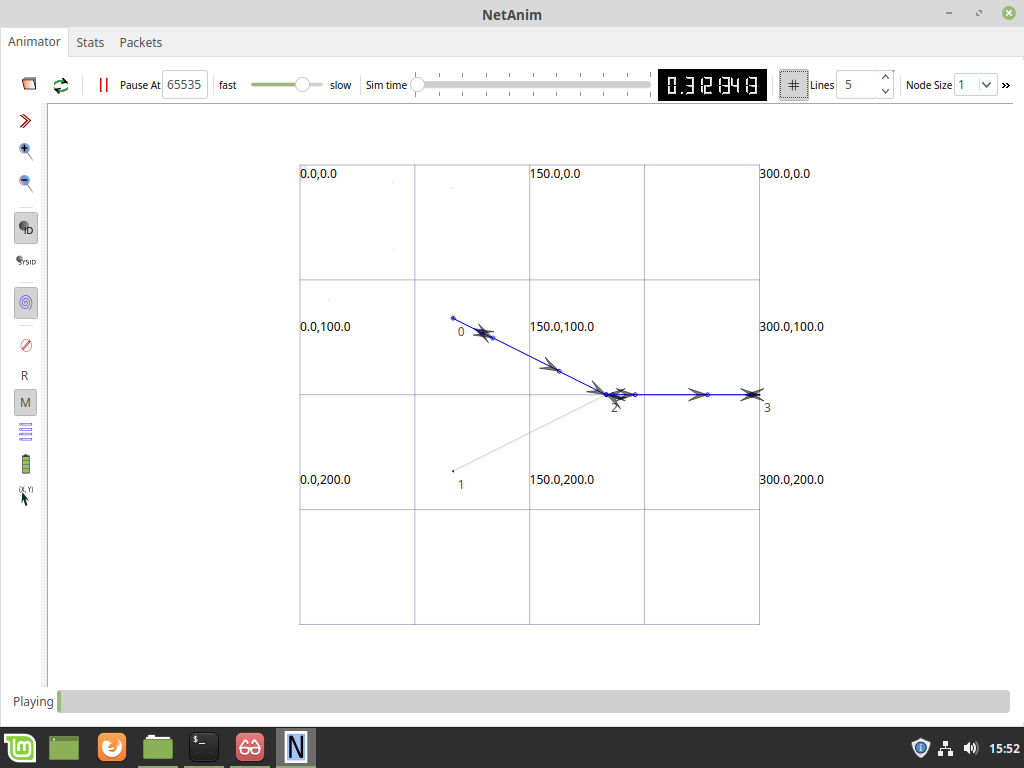 NetAnim
Animator Stats Packets
Pause At 65535 fast slow Sim time 0.3121343 Lines 5 Node Size 1 »
ID
SYSID
R
M
(X, Y)
0.0,0.0 150.0,0.0 300.0,0.0
0.0,100.0 0 150.0,100.0 300.0,100.0
2 3
0.0,200.0 1 150.0,200.0 300.0,200.0
Playing
$_
N
15:52